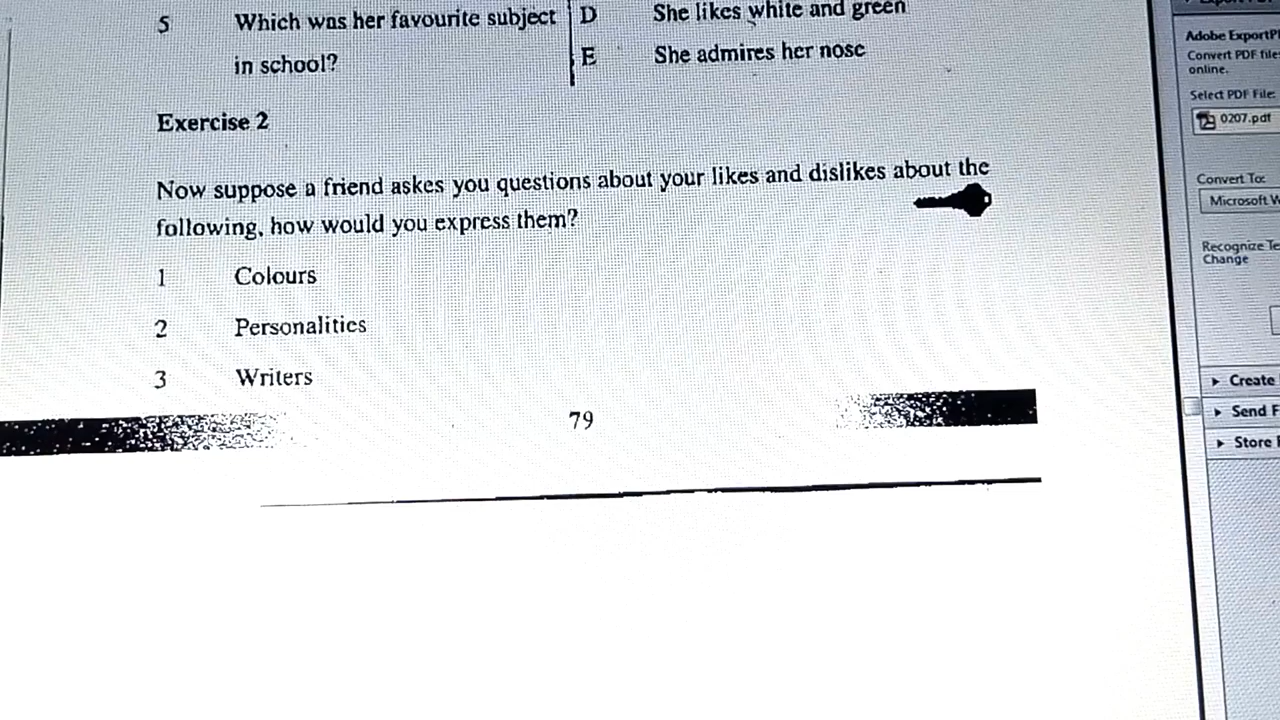 5 Which was her favourite subject
in school?
D She likes white and green
E She admires her nose
Exercise 2
Now suppose a friend askes you questions about your likes and dislikes about the
following, how would you express them?
1 Colours
2 Personalities
3 Writers
79
Adobe ExportP
Convert PDF file
online.
Select PDF File:
0207.pdf
Convert To:
Microsoft W
Recognize Te
Change
Create
Send F
Store